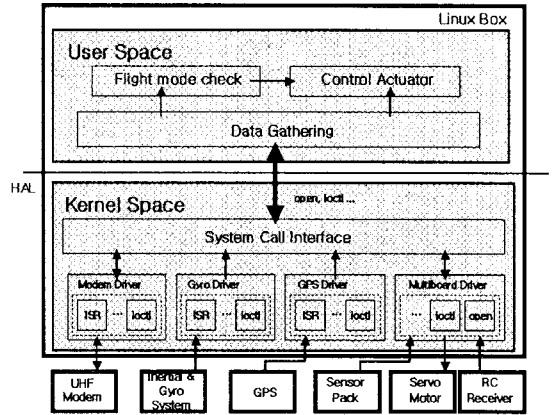 Linux Box
User Space
Flight mode check
Control Actuator
Data Gathering
HAL
open, ioctl ...
Kernel Space
System Call Interface
Modem Driver
Gyro Driver
GPS Driver
Multiboard Driver
ISR ... ioctl
ISR ... ioctl
ISR ... ioctl
... ioctl open
UHF
Modem
Inertial &
Gyro
System
GPS
Sensor
Pack
Servo
Motor
RC
Receiver